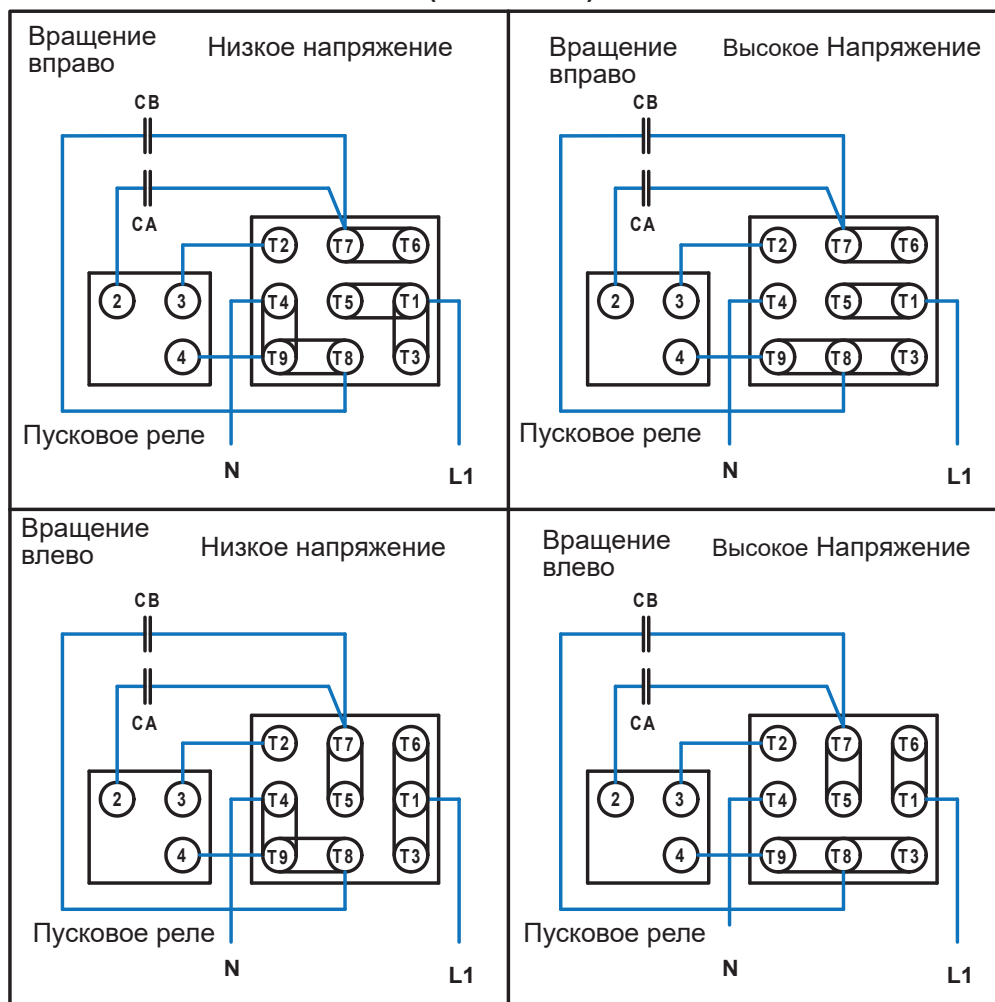 Вращение
вправо
Низкое напряжение
CB
CA
T2 T7 T6
2 3 T4 T5 T1
4 T9 T8 T3
Пусковое реле
N
L1
Вращение
вправо
Высокое Напряжение
CB
CA
T2 T7 T6
2 3 T4 T5 T1
4 T9 T8 T3
Пусковое реле
N
L1
Вращение
влево
Низкое напряжение
CB
CA
T2 T7 T6
2 3 T4 T5 T1
4 T9 T8 T3
Пусковое реле
N
L1
Вращение
влево
Высокое Напряжение
CB
CA
T2 T7 T6
2 3 T4 T5 T1
4 T9 T8 T3
Пусковое реле
N
L1